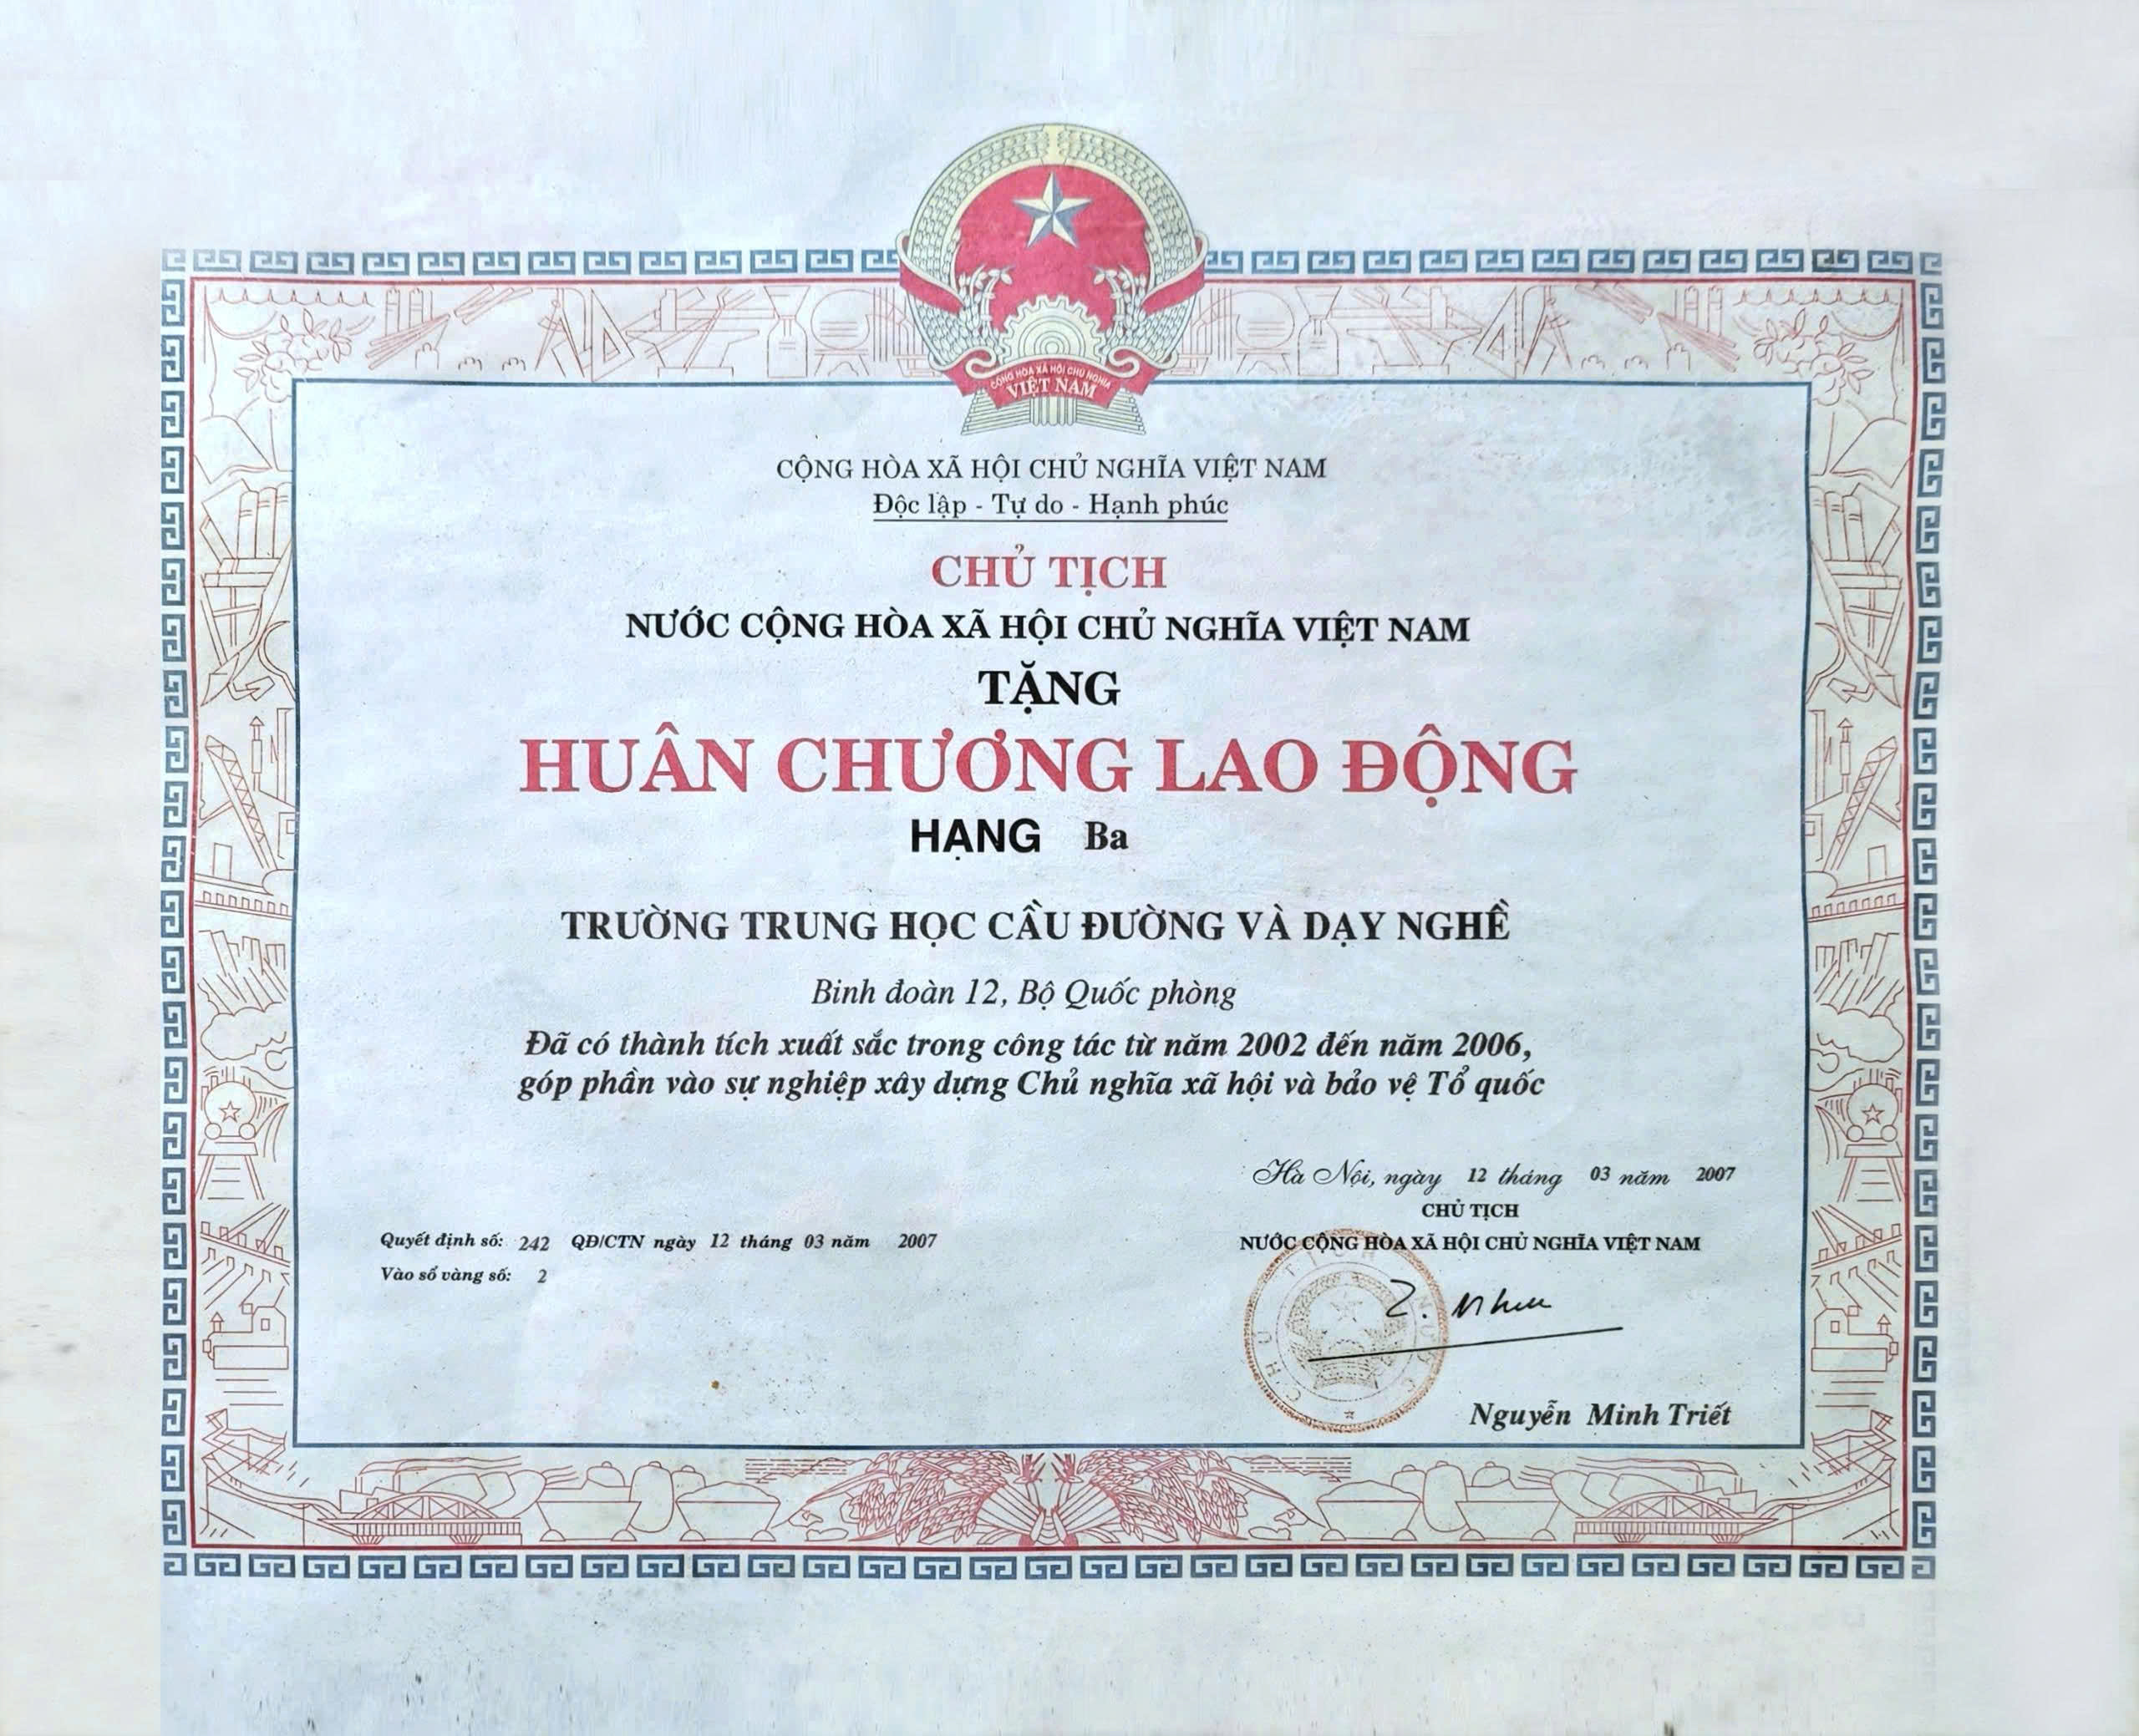 CỘNG HÒA XÃ HỘI CHỦ NGHĨA
VIỆT NAM
CỘNG HÒA XÃ HỘI CHỦ NGHĨA VIỆT NAM
Độc lập - Tự do - Hạnh phúc
CHỦ TỊCH
NƯỚC CỘNG HÒA XÃ HỘI CHỦ NGHĨA VIỆT NAM
TẶNG
HUÂN CHƯƠNG LAO ĐỘNG
HẠNG Ba
TRƯỜNG TRUNG HỌC CẦU ĐƯỜNG VÀ DẠY NGHỀ
Binh đoàn 12, Bộ Quốc phòng
Đã có thành tích xuất sắc trong công tác từ năm 2002 đến năm 2006,
góp phần vào sự nghiệp xây dựng Chủ nghĩa xã hội và bảo vệ Tổ quốc
Hà Nội, ngày 12 tháng 03 năm 2007
CHỦ TỊCH
NƯỚC CỘNG HÒA XÃ HỘI CHỦ NGHĨA VIỆT NAM
Quyết định số: 242 QĐ/CTN ngày 12 tháng 03 năm 2007
Vào sổ vàng số: 2
CHỦ TỊCH NƯỚC
Nguyễn Minh Triết